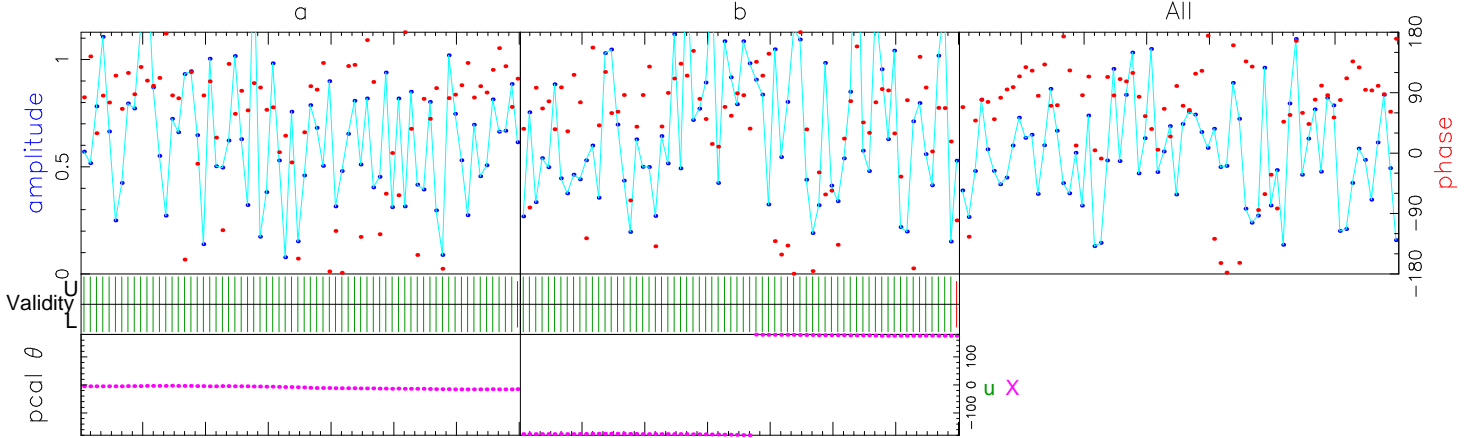 a b All
amplitude
1
0.5
0
180
90
0
−90
−180
phase
Validity
U
L
pcal θ
100
0
−100
u X